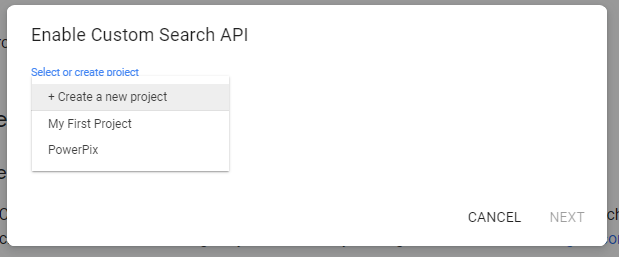 Enable Custom Search API
Select or create project
+ Create a new project
My First Project
PowerPix
CANCEL NEXT